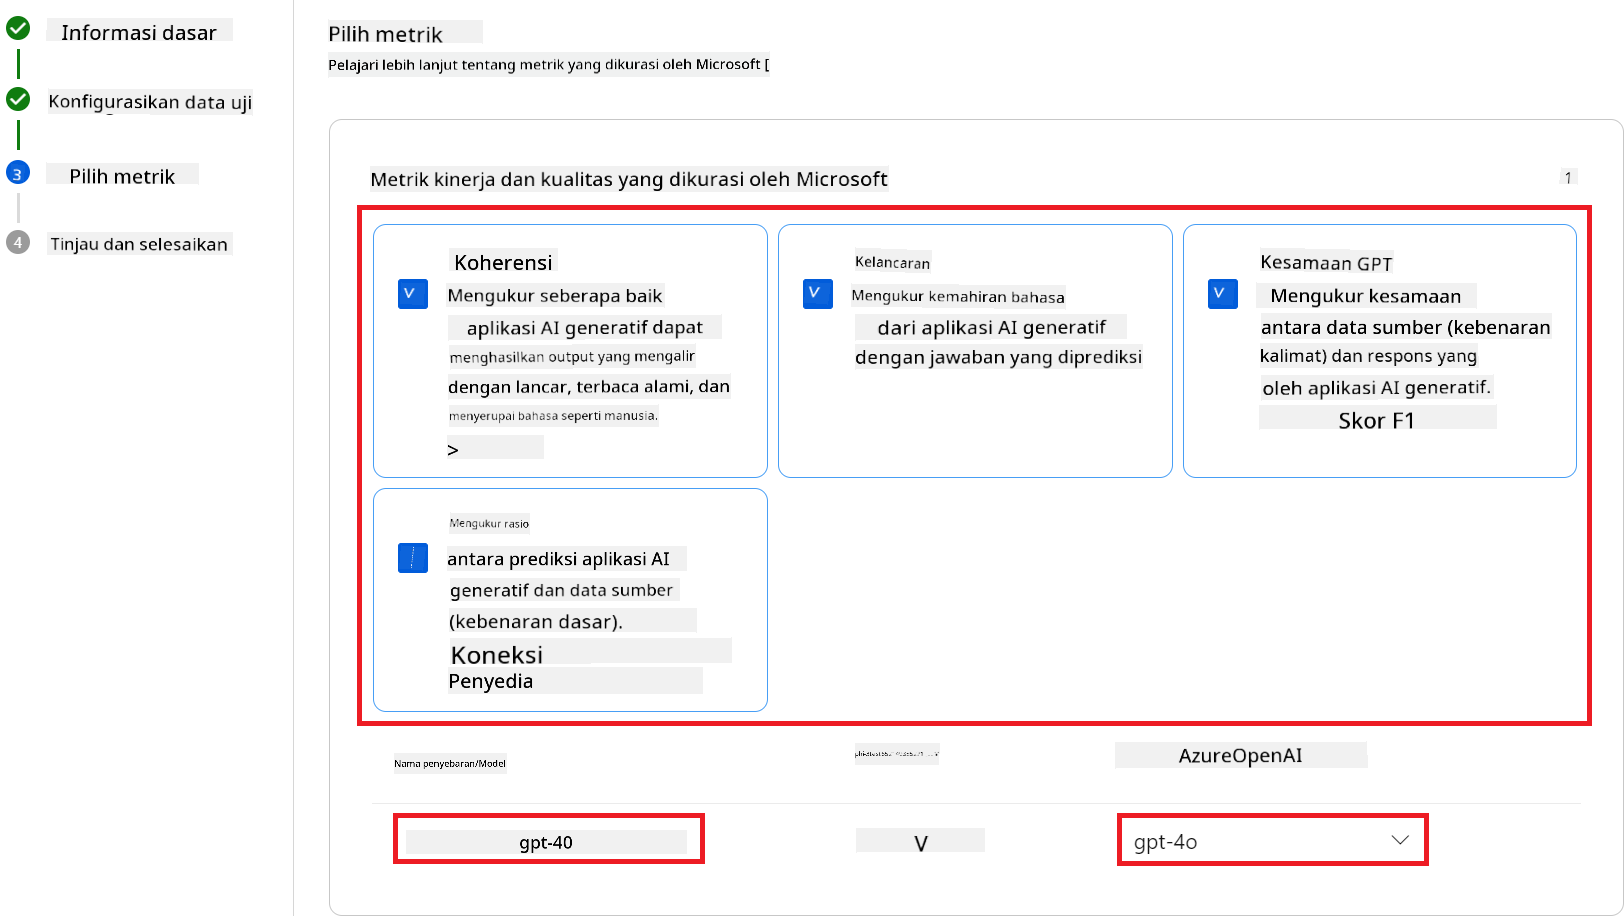 Informasi dasar
Konfigurasikan data uji
3
Pilih metrik
4
Tinjau dan selesaikan
Pilih metrik
Pelajari lebih lanjut tentang metrik yang dikurasi oleh Microsoft [
Metrik kinerja dan kualitas yang dikurasi oleh Microsoft
1
Koherensi
V
Mengukur seberapa baik
aplikasi AI generatif dapat
menghasilkan output yang mengalir
dengan lancar, terbaca alami, dan
menyerupai bahasa seperti manusia.
>
Kelancaran
V
Mengukur kemahiran bahasa
dari aplikasi AI generatif
dengan jawaban yang diprediksi
Kesamaan GPT
V
Mengukur kesamaan
antara data sumber (kebenaran
kalimat) dan respons yang
oleh aplikasi AI generatif.
Skor F1
Mengukur rasio
antara prediksi aplikasi AI
generatif dan data sumber
(kebenaran dasar).
Koneksi
Penyedia
Nama penyebaran/Model
AzureOpenAI
gpt-40
V
gpt-4o